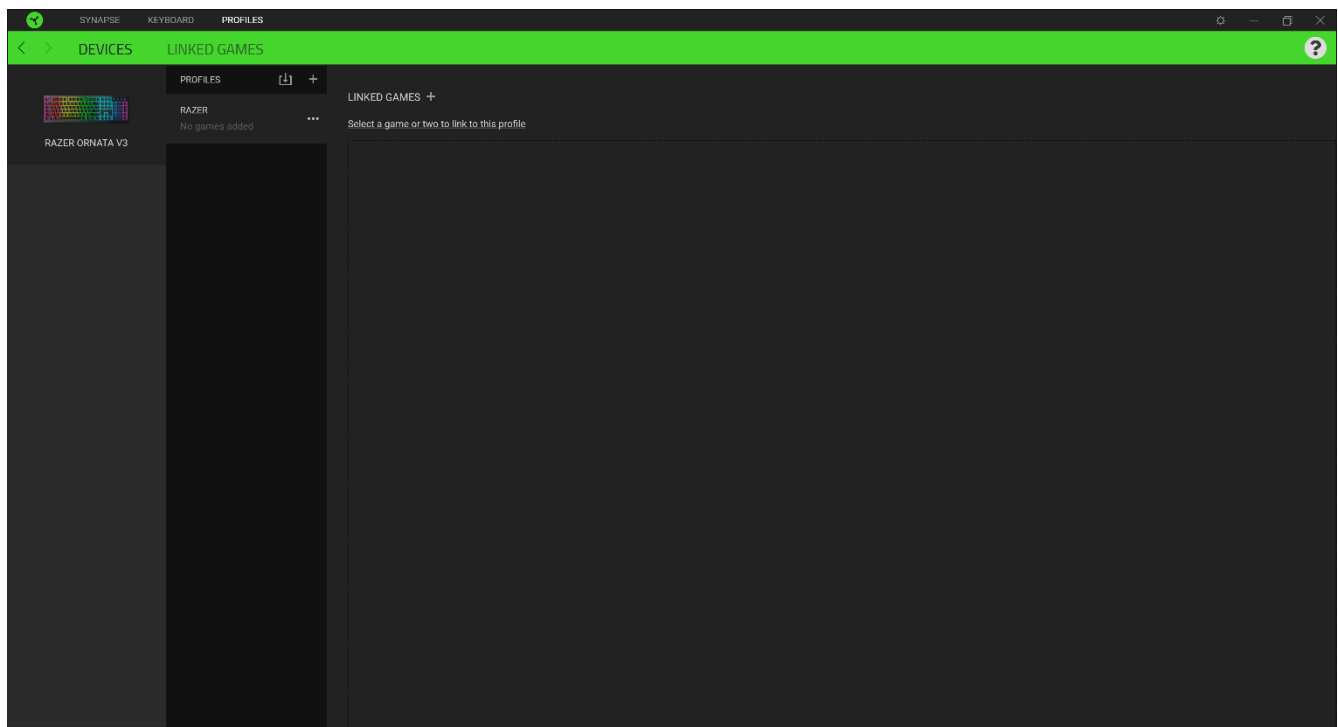 SYNAPSE KEYBOARD PROFILES
DEVICES LINKED GAMES ?
RAZER ORNATA V3
PROFILES
RAZER
No games added
LINKED GAMES
Select a game or two to link to this profile